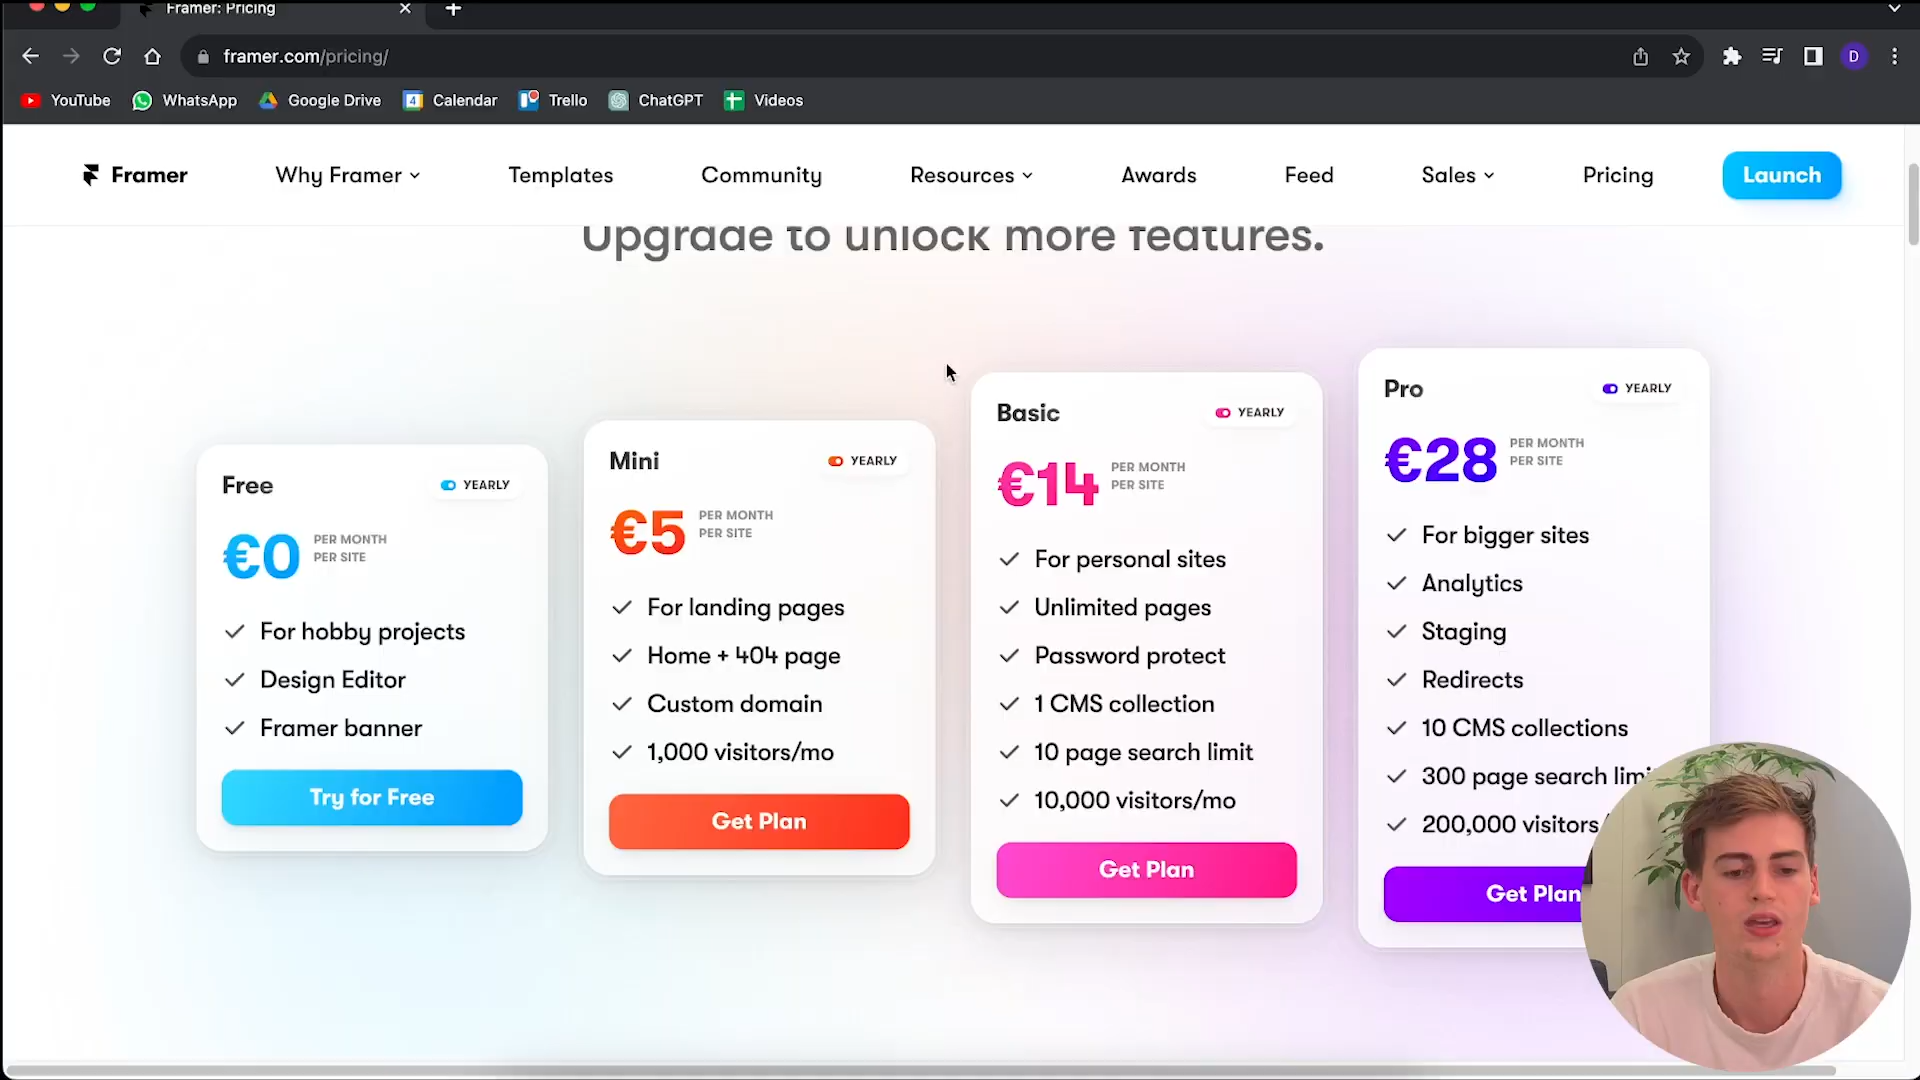 Framer: Pricing
framer.com/pricing/
D
YouTube
WhatsApp
Google Drive
4
Calendar
Trello
ChatGPT
Videos
Framer
Why Framer
Templates
Community
Resources
Awards
Feed
Sales
Pricing
Launch
Upgrade to unlock more features.
Free
YEARLY
€0
PER MONTH
PER SITE
For hobby projects
Design Editor
Framer banner
Try for Free
Mini
YEARLY
€5
PER MONTH
PER SITE
For landing pages
Home + 404 page
Custom domain
1,000 visitors/mo
Get Plan
Basic
YEARLY
€14
PER MONTH
PER SITE
For personal sites
Unlimited pages
Password protect
1 CMS collection
10 page search limit
10,000 visitors/mo
Get Plan
Pro
YEARLY
€28
PER MONTH
PER SITE
For bigger sites
Analytics
Staging
Redirects
10 CMS collections
300 page search limi
200,000 visitors/
Get Plan